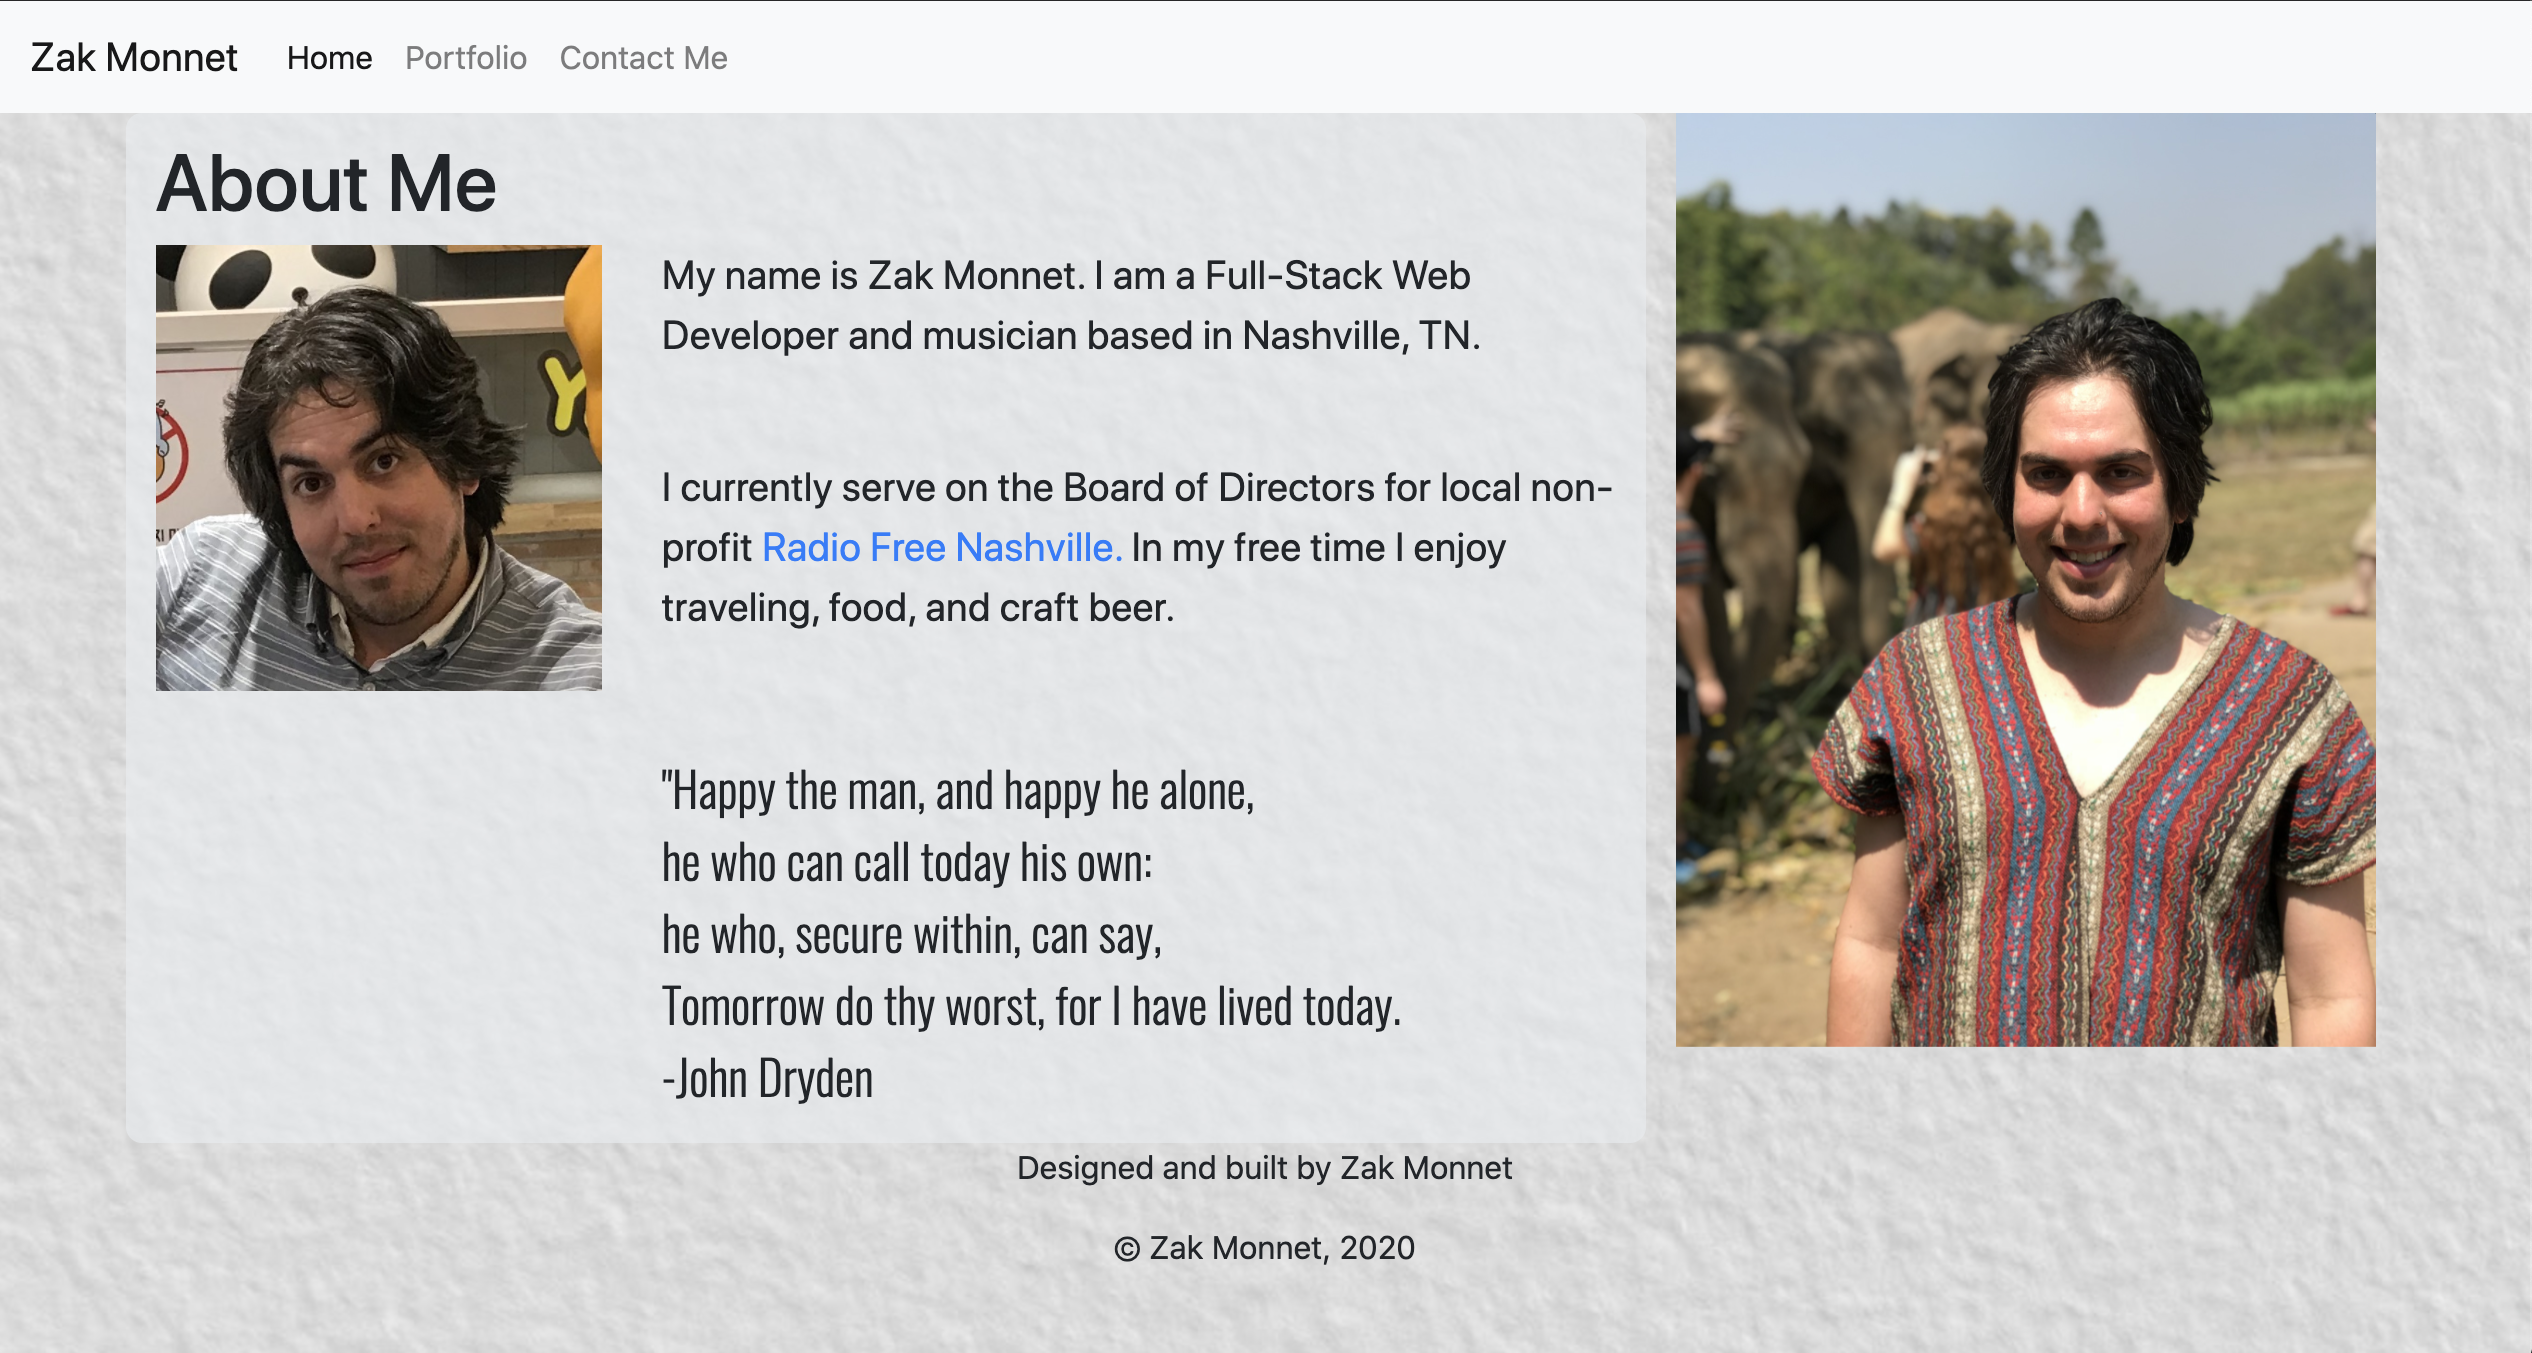 Zak Monnet Home Portfolio Contact Me
About Me
My name is Zak Monnet. I am a Full-Stack Web
Developer and musician based in Nashville, TN.
I currently serve on the Board of Directors for local non-
profit Radio Free Nashville. In my free time I enjoy
traveling, food, and craft beer.
"Happy the man, and happy he alone,
he who can call today his own:
he who, secure within, can say,
Tomorrow do thy worst, for I have lived today.
-John Dryden
Designed and built by Zak Monnet
© Zak Monnet, 2020